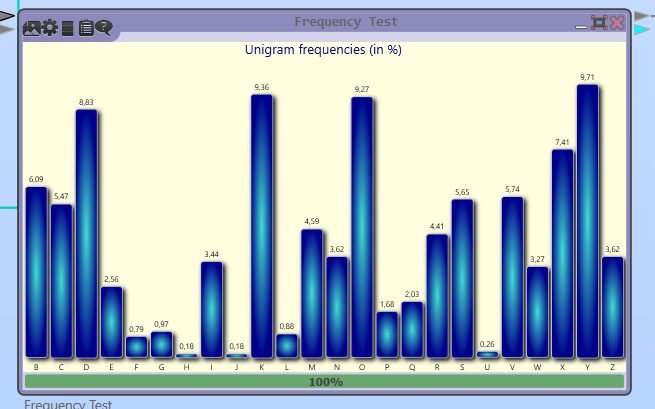 Frequency Test
Unigram frequencies (in %)
6,09 5,47 8,83 2,56 0,79 0,97 0,18 3,44 0,18 9,36 0,88 4,59 3,62 9,27 1,68 2,03 4,41 5,65 0,26 5,74 3,27 7,41 9,71 3,62
B C D E F G H I J K L M N O P Q R S U V W X Y Z
100%
Frequency Test